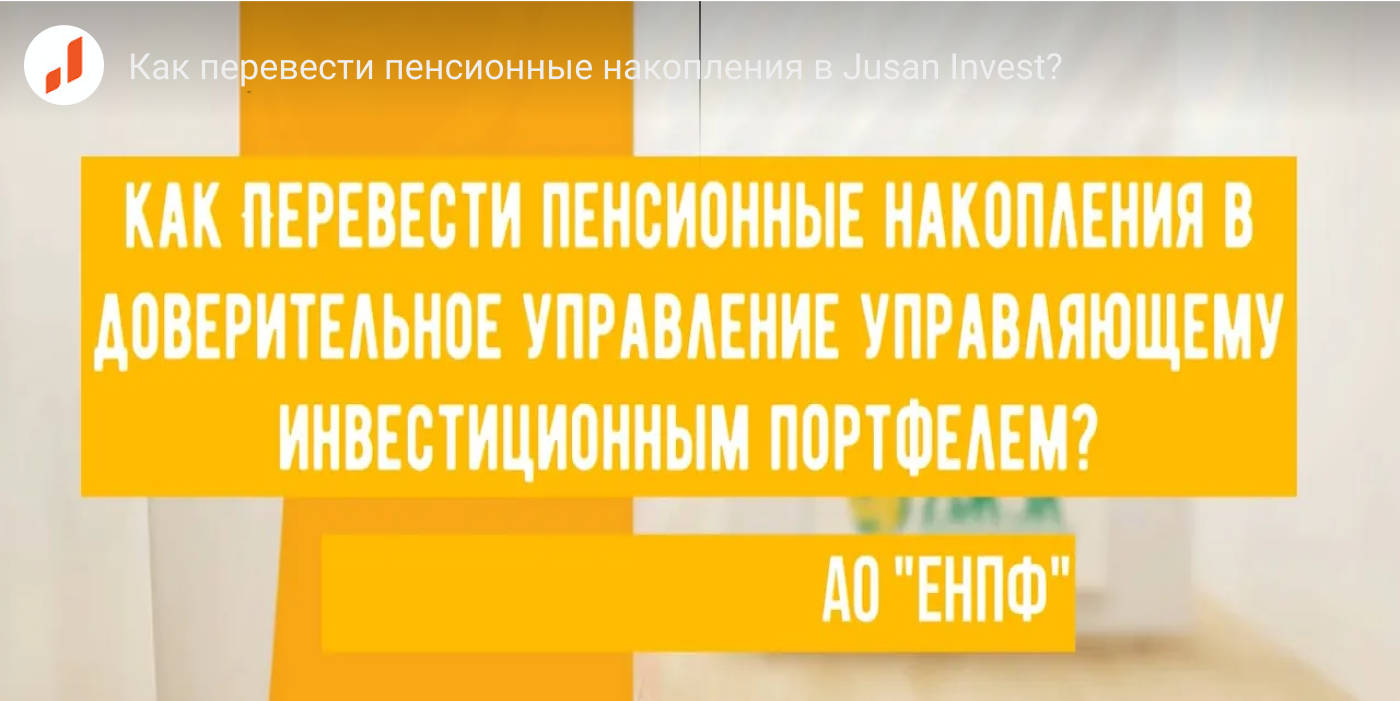 Как перевести пенсионные накопления в Jusan Invest?
КАК ПЕРЕВЕСТИ ПЕНСИОННЫЕ НАКОПЛЕНИЯ В
ДОВЕРИТЕЛЬНОЕ УПРАВЛЕНИЕ УПРАВЛЯЮЩЕМУ
ИНВЕСТИЦИОННЫМ ПОРТФЕЛЕМ?
АО "ЕНПФ"